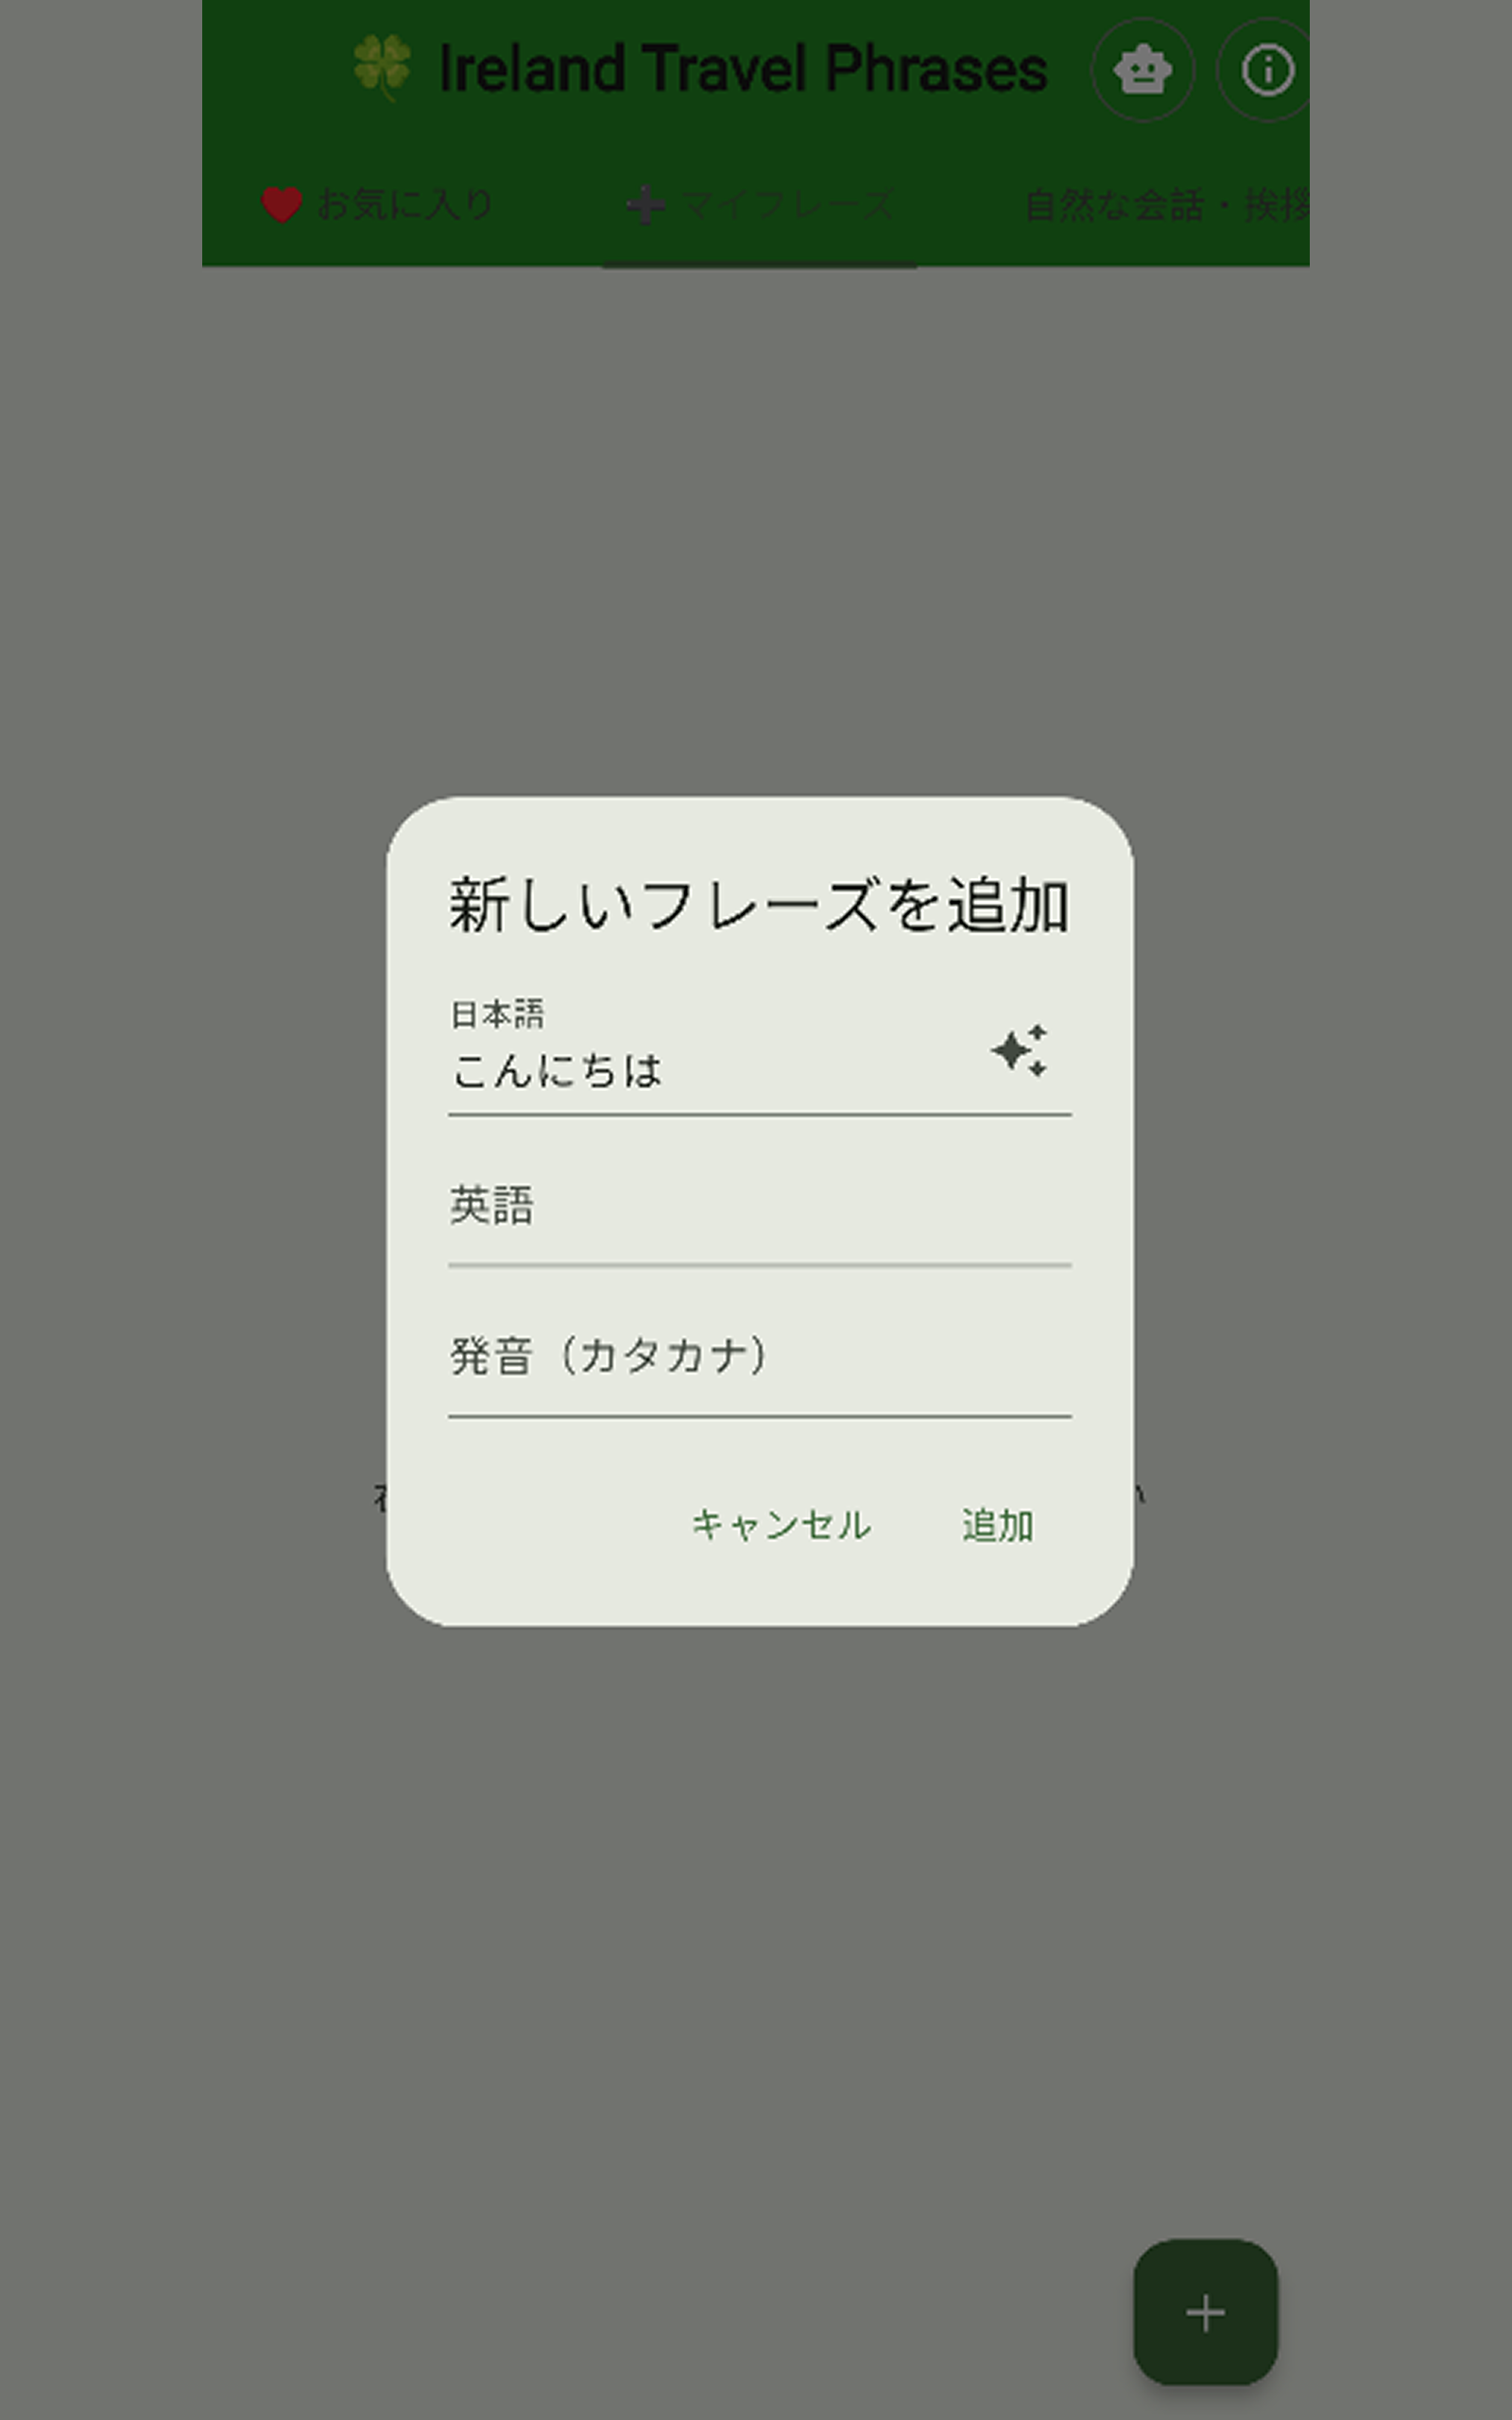 Ireland Travel Phrases
お気に入り
マイフレーズ
自然な会話・挨拶
新しいフレーズを追加
日本語
こんにちは
英語
発音（カタカナ）
キャンセル
追加